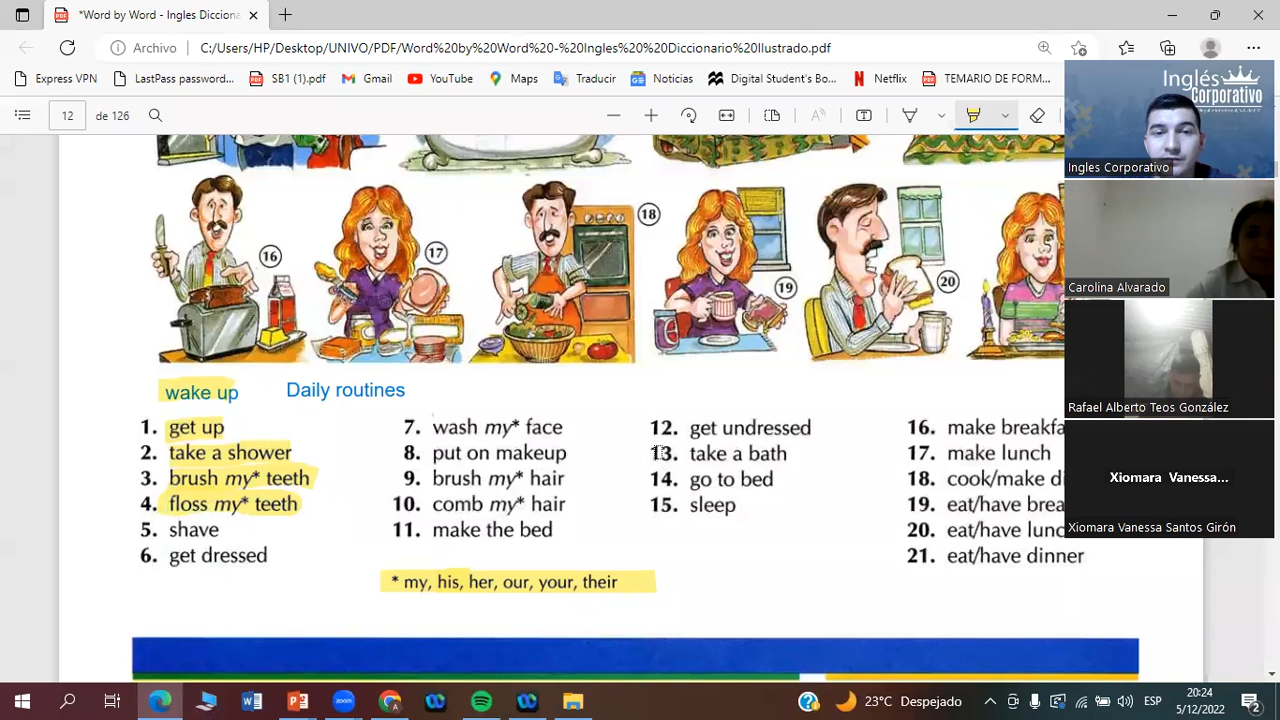 *Word by Word - Ingles Dicciona
Archivo
C:/Users/HP/Desktop/UNIVO/PDF/Word%20by%20Word%20-%20Ingles%20%20Diccionario%20Ilustrado.pdf
Express VPN
LastPass password...
SB1 (1).pdf
Gmail
YouTube
Maps
Traducir
Noticias
Digital Student's Bo...
Netflix
TEMARIO DE FORM...
12 de 126
Inglés
Corporativo
Ingles Corporativo
Carolina Alvarado
Rafael Alberto Teos González
Xiomara Vanessa...
Xiomara Vanessa Santos Girón
16
17
18
19
20
wake up
Daily routines
1. get up
2. take a shower
3. brush my* teeth
4. floss my* teeth
5. shave
6. get dressed
7. wash my* face
8. put on makeup
9. brush my* hair
10. comb my* hair
11. make the bed
12. get undressed
13. take a bath
14. go to bed
15. sleep
16. make breakfa
17. make lunch
18. cook/make di
19. eat/have brea
20. eat/have lunc
21. eat/have dinner
* my, his, her, our, your, their
23°C Despejado
ESP
20:24
5/12/2022
2